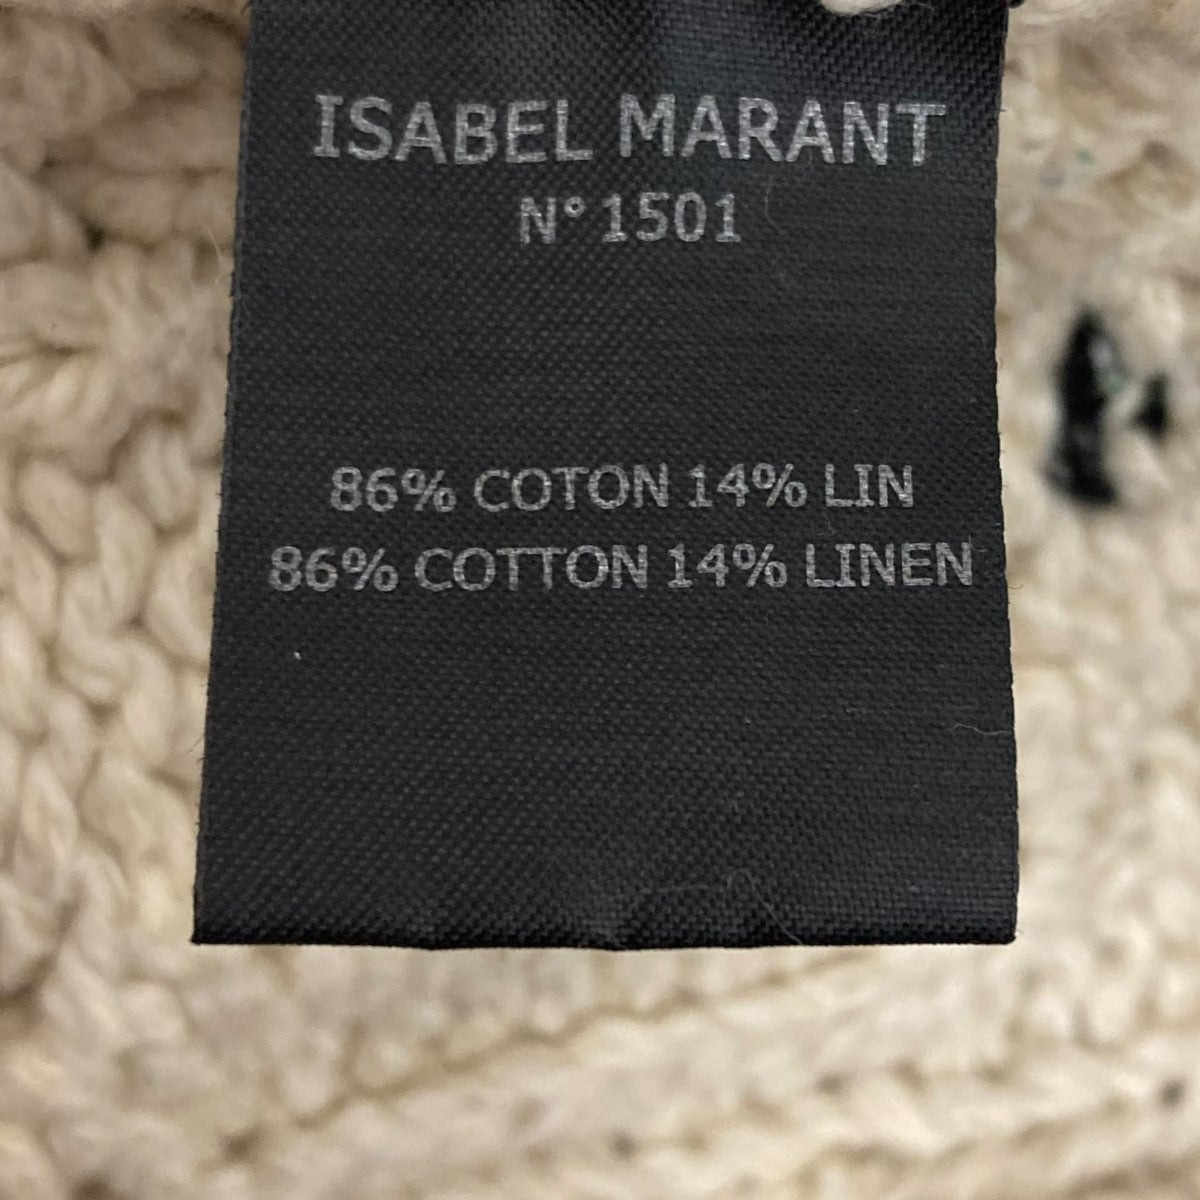 ISABEL MARANT
N° 1501
86% COTON 14% LIN
86% COTTON 14% LINEN